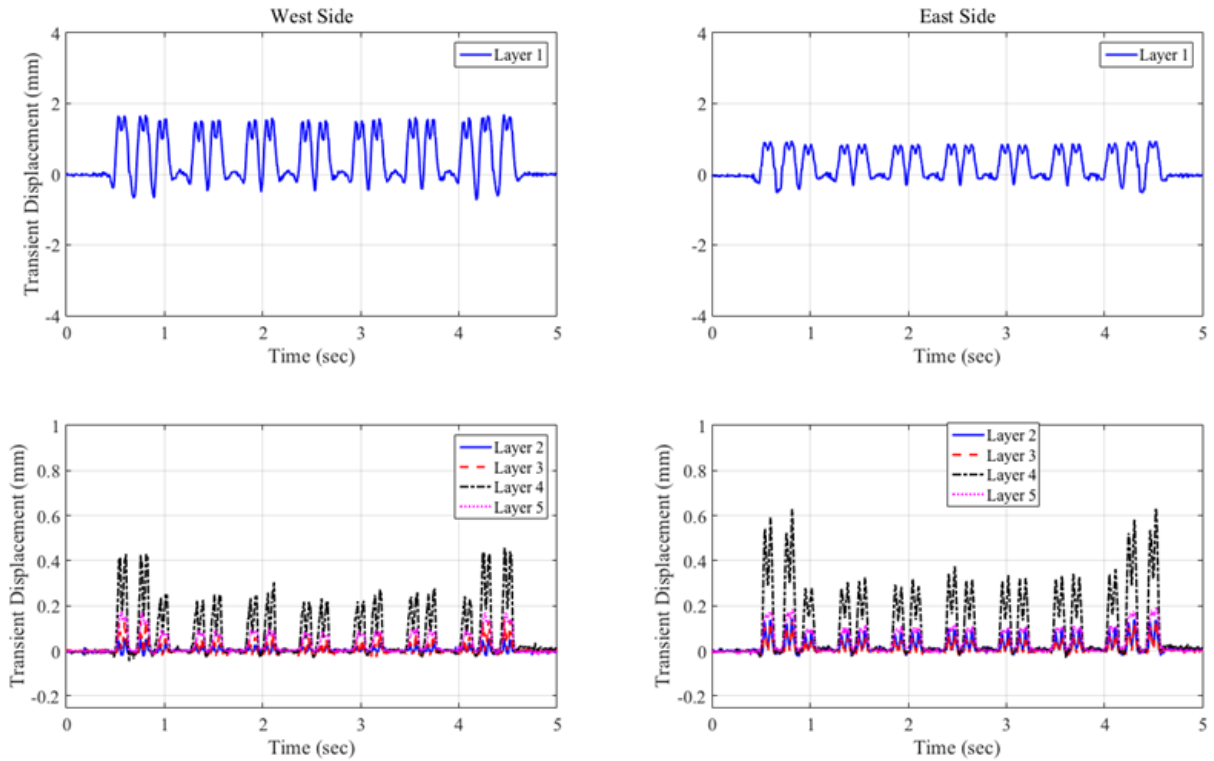 West Side
East Side
4
2
0
-2
-4
Transient Displacement (mm)
Layer 1
0 1 2 3 4 5
Time (sec)
4
2
0
-2
-4
Layer 1
0 1 2 3 4 5
Time (sec)
1
0.8
0.6
0.4
0.2
0
-0.2
Transient Displacement (mm)
Layer 2
Layer 3
Layer 4
Layer 5
0 1 2 3 4 5
Time (sec)
1
0.8
0.6
0.4
0.2
0
-0.2
Transient Displacement (mm)
Layer 2
Layer 3
Layer 4
Layer 5
0 1 2 3 4 5
Time (sec)